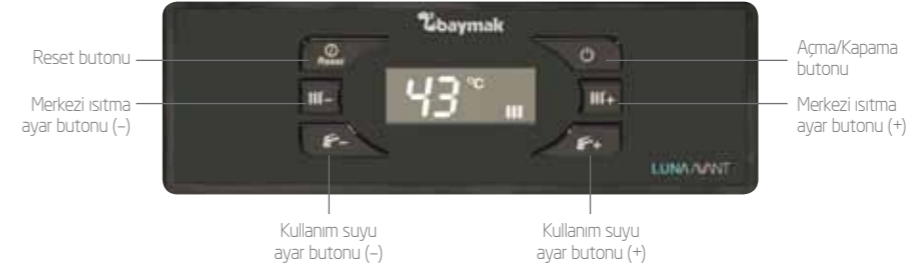 baymak
Reset butonu
Reset
Açma/Kapama
butonu
43 °C
Merkezi ısıtma
ayar butonu (–)
–
+
Merkezi ısıtma
ayar butonu (+)
–
+
LUNA AVANT
Kullanım suyu
ayar butonu (–)
Kullanım suyu
ayar butonu (+)